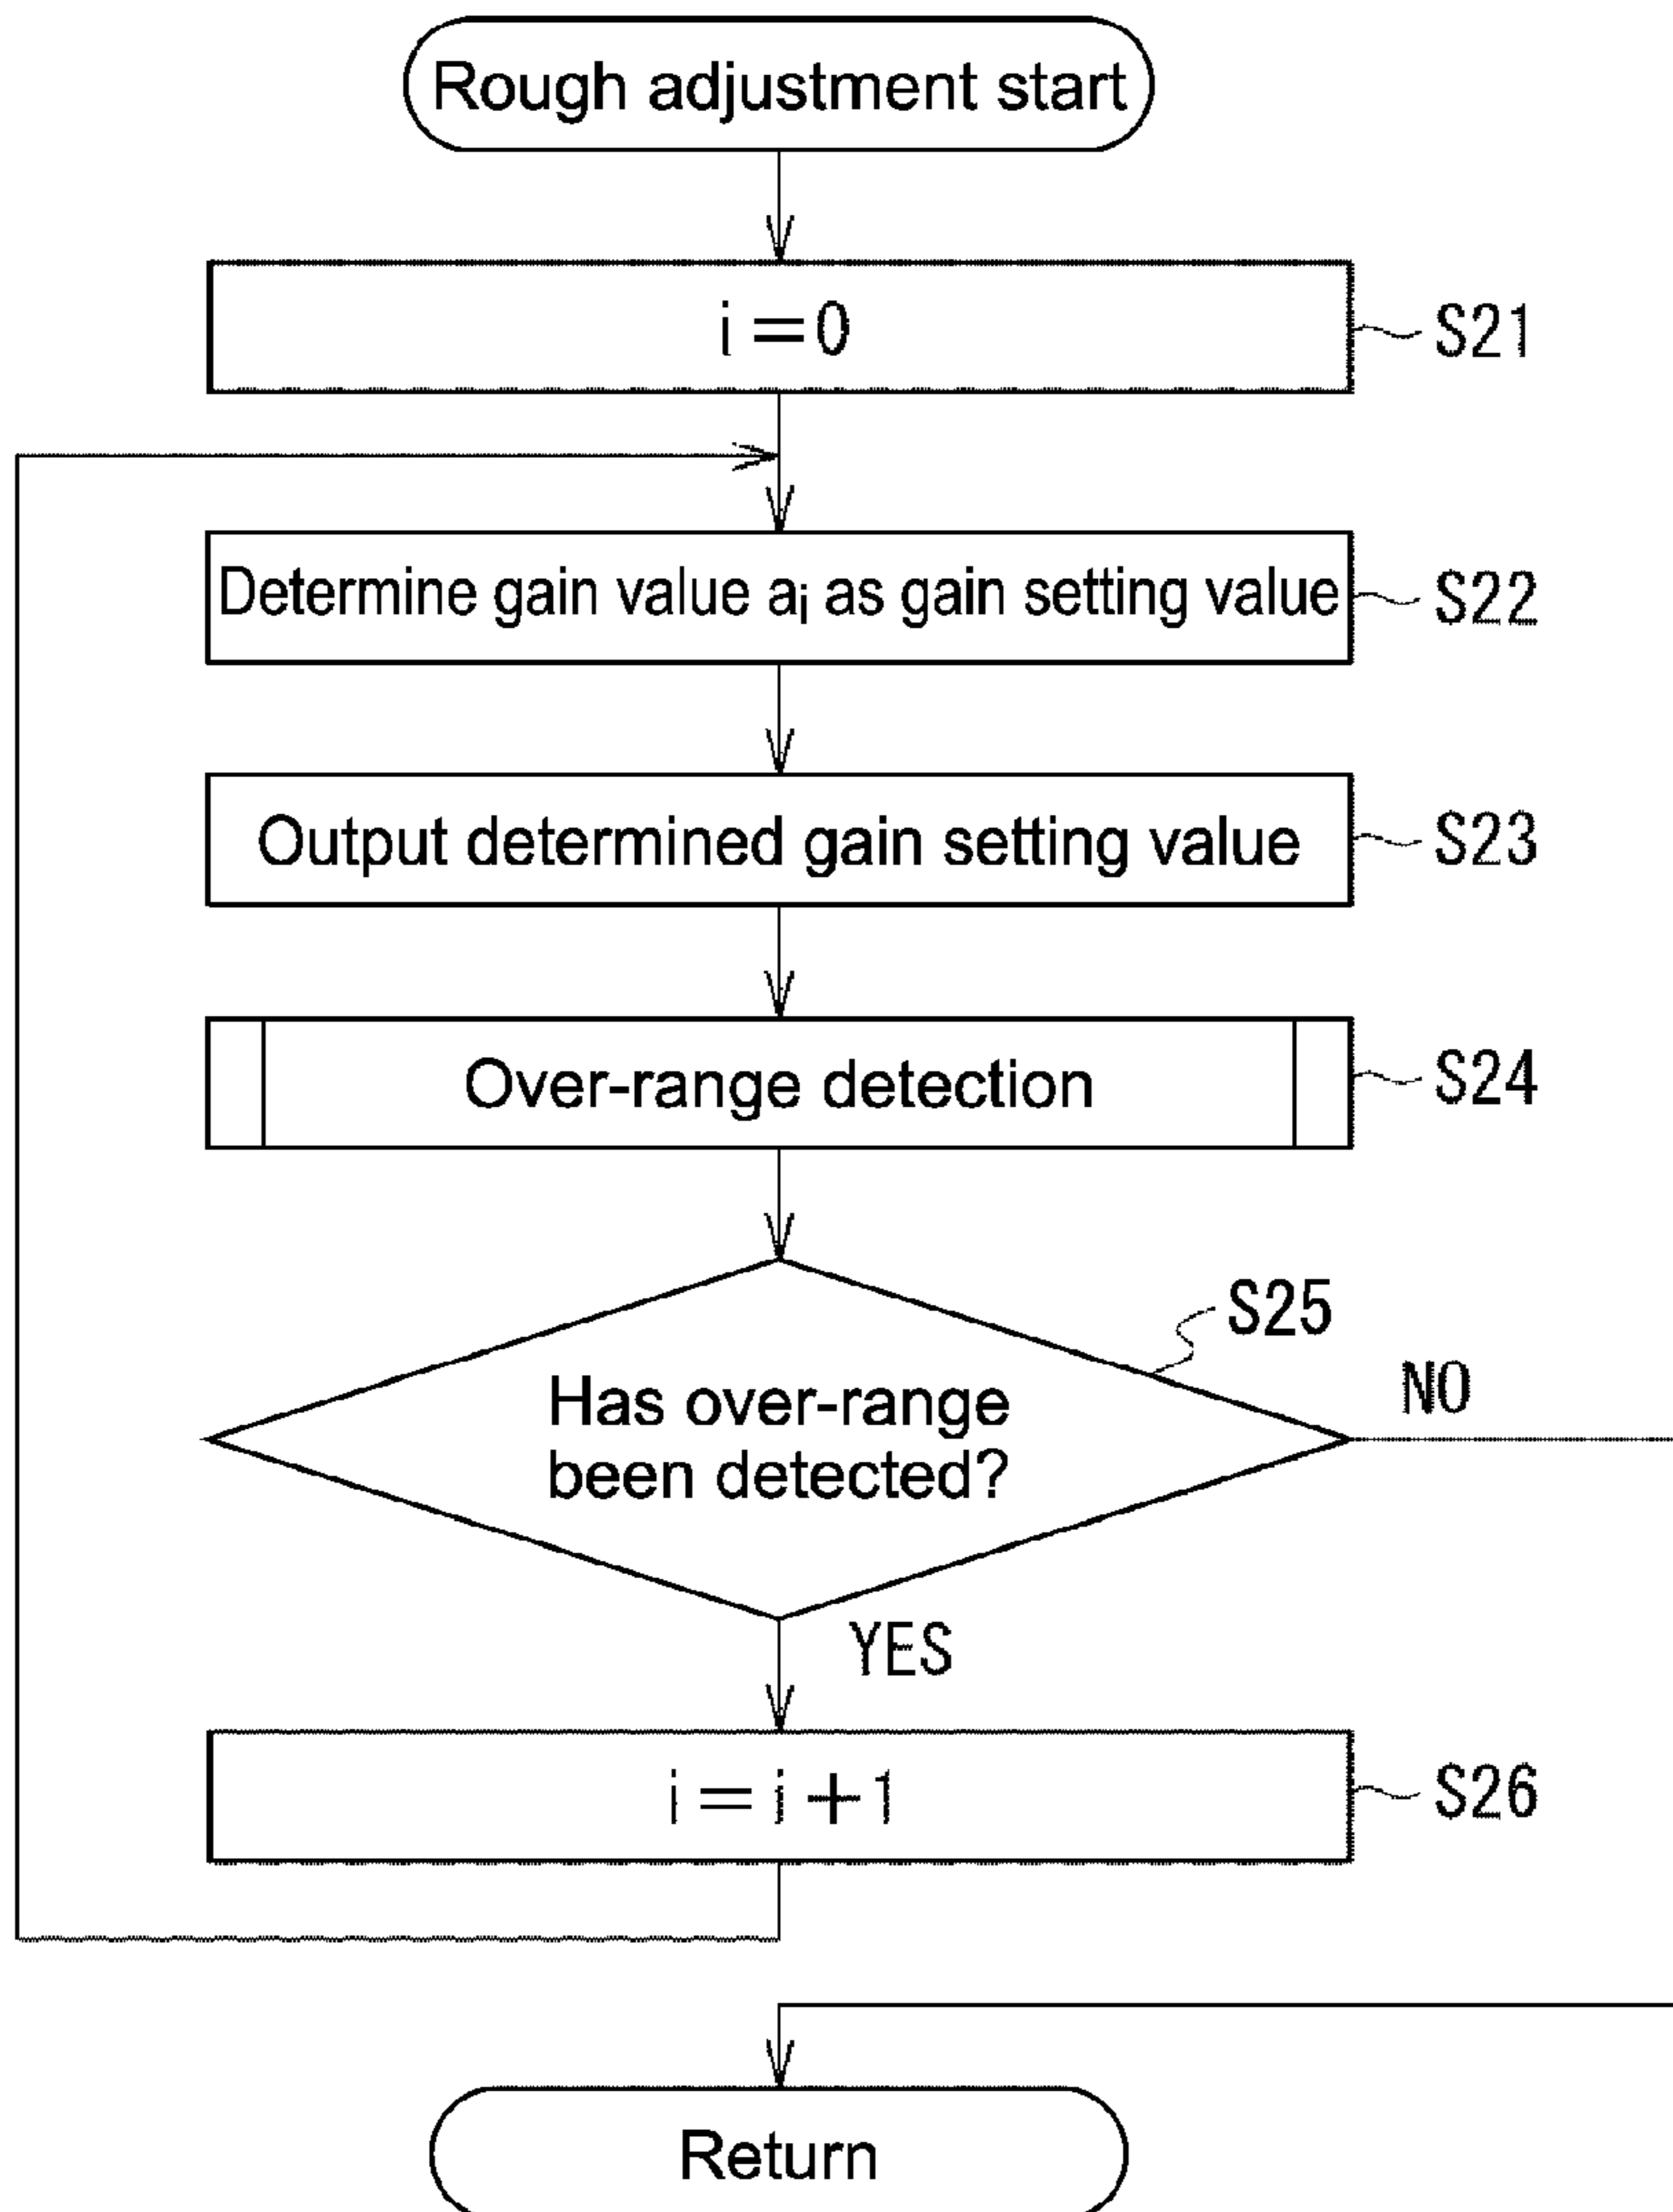 Rough adjustment start
i=0
S21
Determine gain value ai as gain setting value
S22
Output determined gain setting value
S23
Over-range detection
S24
S25
Has over-range
been detected?
NO
YES
i=i+1
S26
Return